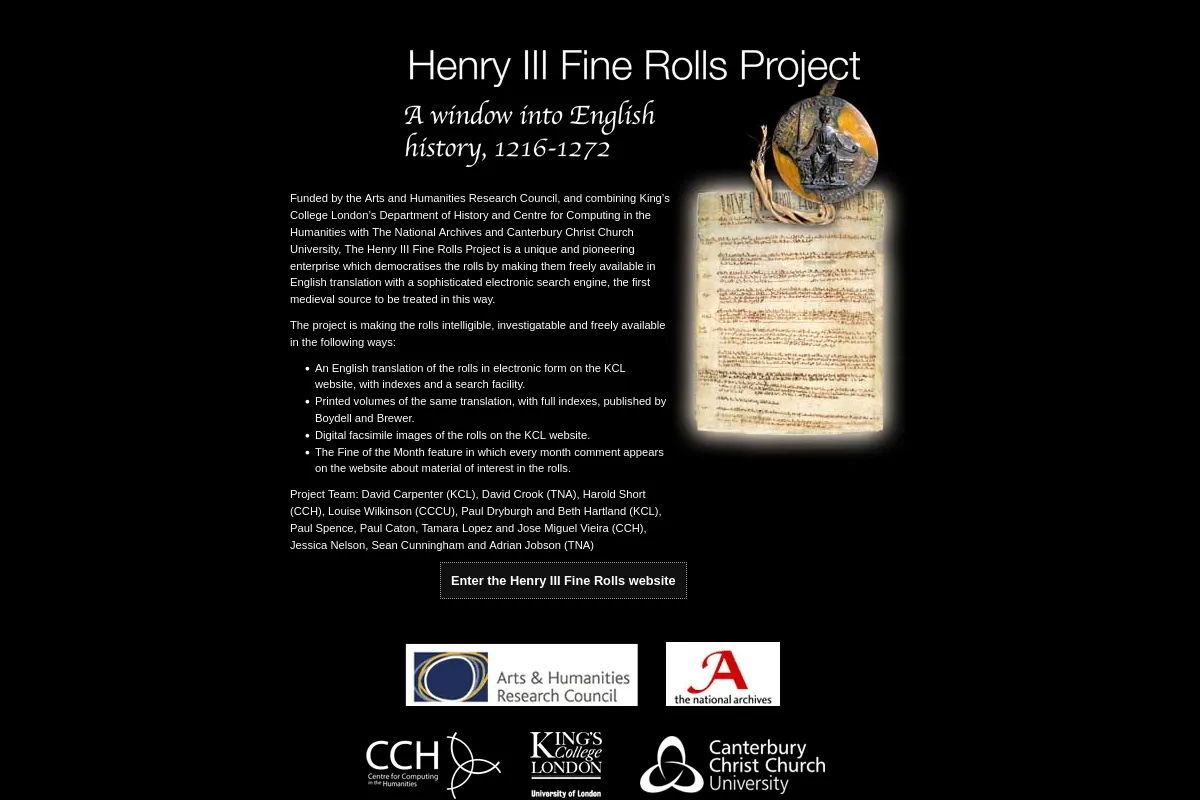 Henry III Fine Rolls Project
A window into English
history, 1216-1272
Funded by the Arts and Humanities Research Council, and combining King's
College London's Department of History and Centre for Computing in the
Humanities with The National Archives and Canterbury Christ Church
University, The Henry III Fine Rolls Project is a unique and pioneering
enterprise which democratises the rolls by making them freely available in
English translation with a sophisticated electronic search engine, the first
medieval source to be treated in this way.
The project is making the rolls intelligible, investigatable and freely available
in the following ways:
• An English translation of the rolls in electronic form on the KCL
website, with indexes and a search facility.
• Printed volumes of the same translation, with full indexes, published by
Boydell and Brewer.
• Digital facsimile images of the rolls on the KCL website.
• The Fine of the Month feature in which every month comment appears
on the website about material of interest in the rolls.
Project Team: David Carpenter (KCL), David Crook (TNA), Harold Short
(CCH), Louise Wilkinson (CCCU), Paul Dryburgh and Beth Hartland (KCL),
Paul Spence, Paul Caton, Tamara Lopez and Jose Miguel Vieira (CCH),
Jessica Nelson, Sean Cunningham and Adrian Jobson (TNA)
Enter the Henry III Fine Rolls website
Arts & Humanities
Research Council
A
the national archives
CCH
Centre for Computing
in the Humanities
KING'S
College
LONDON
University of London
Canterbury
Christ Church
University